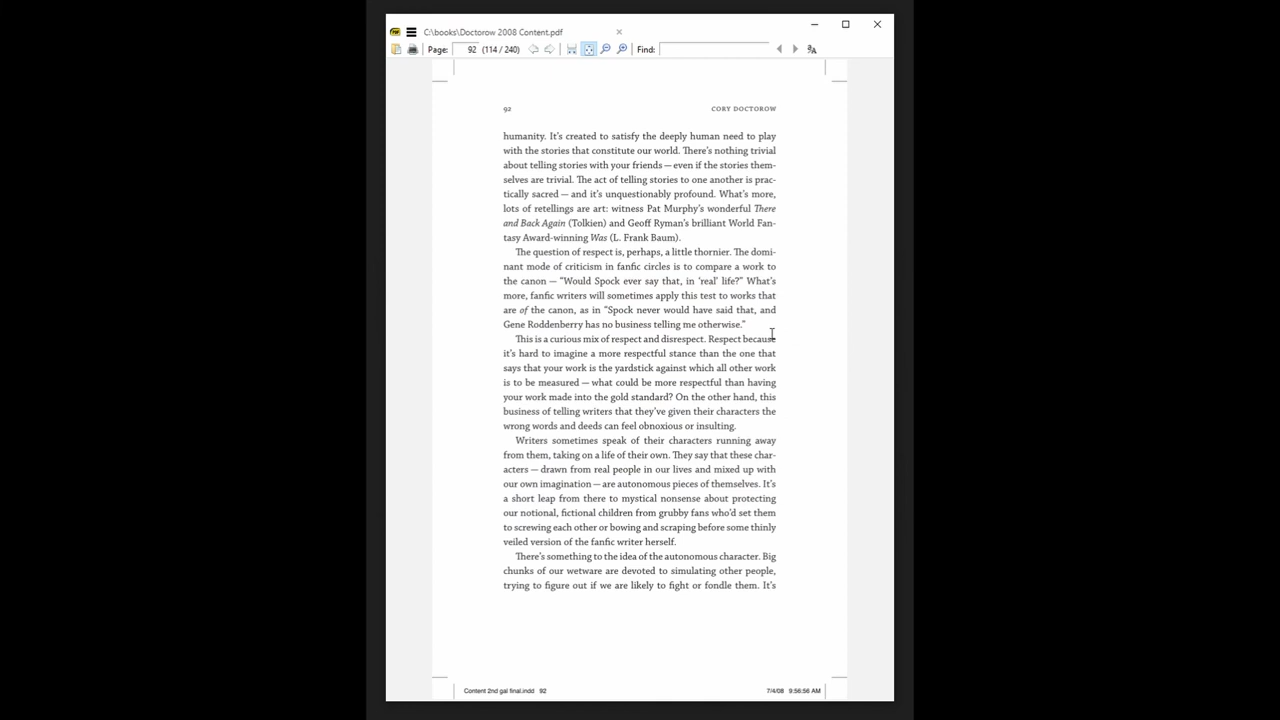 C:\books\Doctorow 2008 Content.pdf
Page: 92 (114 / 240) Find:
92 CORY DOCTOROW
humanity. It's created to satisfy the deeply human need to play
with the stories that constitute our world. There's nothing trivial
about telling stories with your friends — even if the stories them-
selves are trivial. The act of telling stories to one another is prac-
tically sacred — and it's unquestionably profound. What's more,
lots of retellings are art: witness Pat Murphy's wonderful There
and Back Again (Tolkien) and Geoff Ryman's brilliant World Fan-
tasy Award-winning Was (L. Frank Baum).
The question of respect is, perhaps, a little thornier. The domi-
nant mode of criticism in fanfic circles is to compare a work to
the canon — "Would Spock ever say that, in 'real' life?" What's
more, fanfic writers will sometimes apply this test to works that
are of the canon, as in "Spock never would have said that, and
Gene Roddenberry has no business telling me otherwise."
This is a curious mix of respect and disrespect. Respect because
it's hard to imagine a more respectful stance than the one that
says that your work is the yardstick against which all other work
is to be measured — what could be more respectful than having
your work made into the gold standard? On the other hand, this
business of telling writers that they've given their characters the
wrong words and deeds can feel obnoxious or insulting.
Writers sometimes speak of their characters running away
from them, taking on a life of their own. They say that these char-
acters — drawn from real people in our lives and mixed up with
our own imagination — are autonomous pieces of themselves. It's
a short leap from there to mystical nonsense about protecting
our notional, fictional children from grubby fans who'd set them
to screwing each other or bowing and scraping before some thinly
veiled version of the fanfic writer herself.
There's something to the idea of the autonomous character. Big
chunks of our wetware are devoted to simulating other people,
trying to figure out if we are likely to fight or fondle them. It's
Content 2nd gal final.indd 92 7/4/08 9:56:56 AM